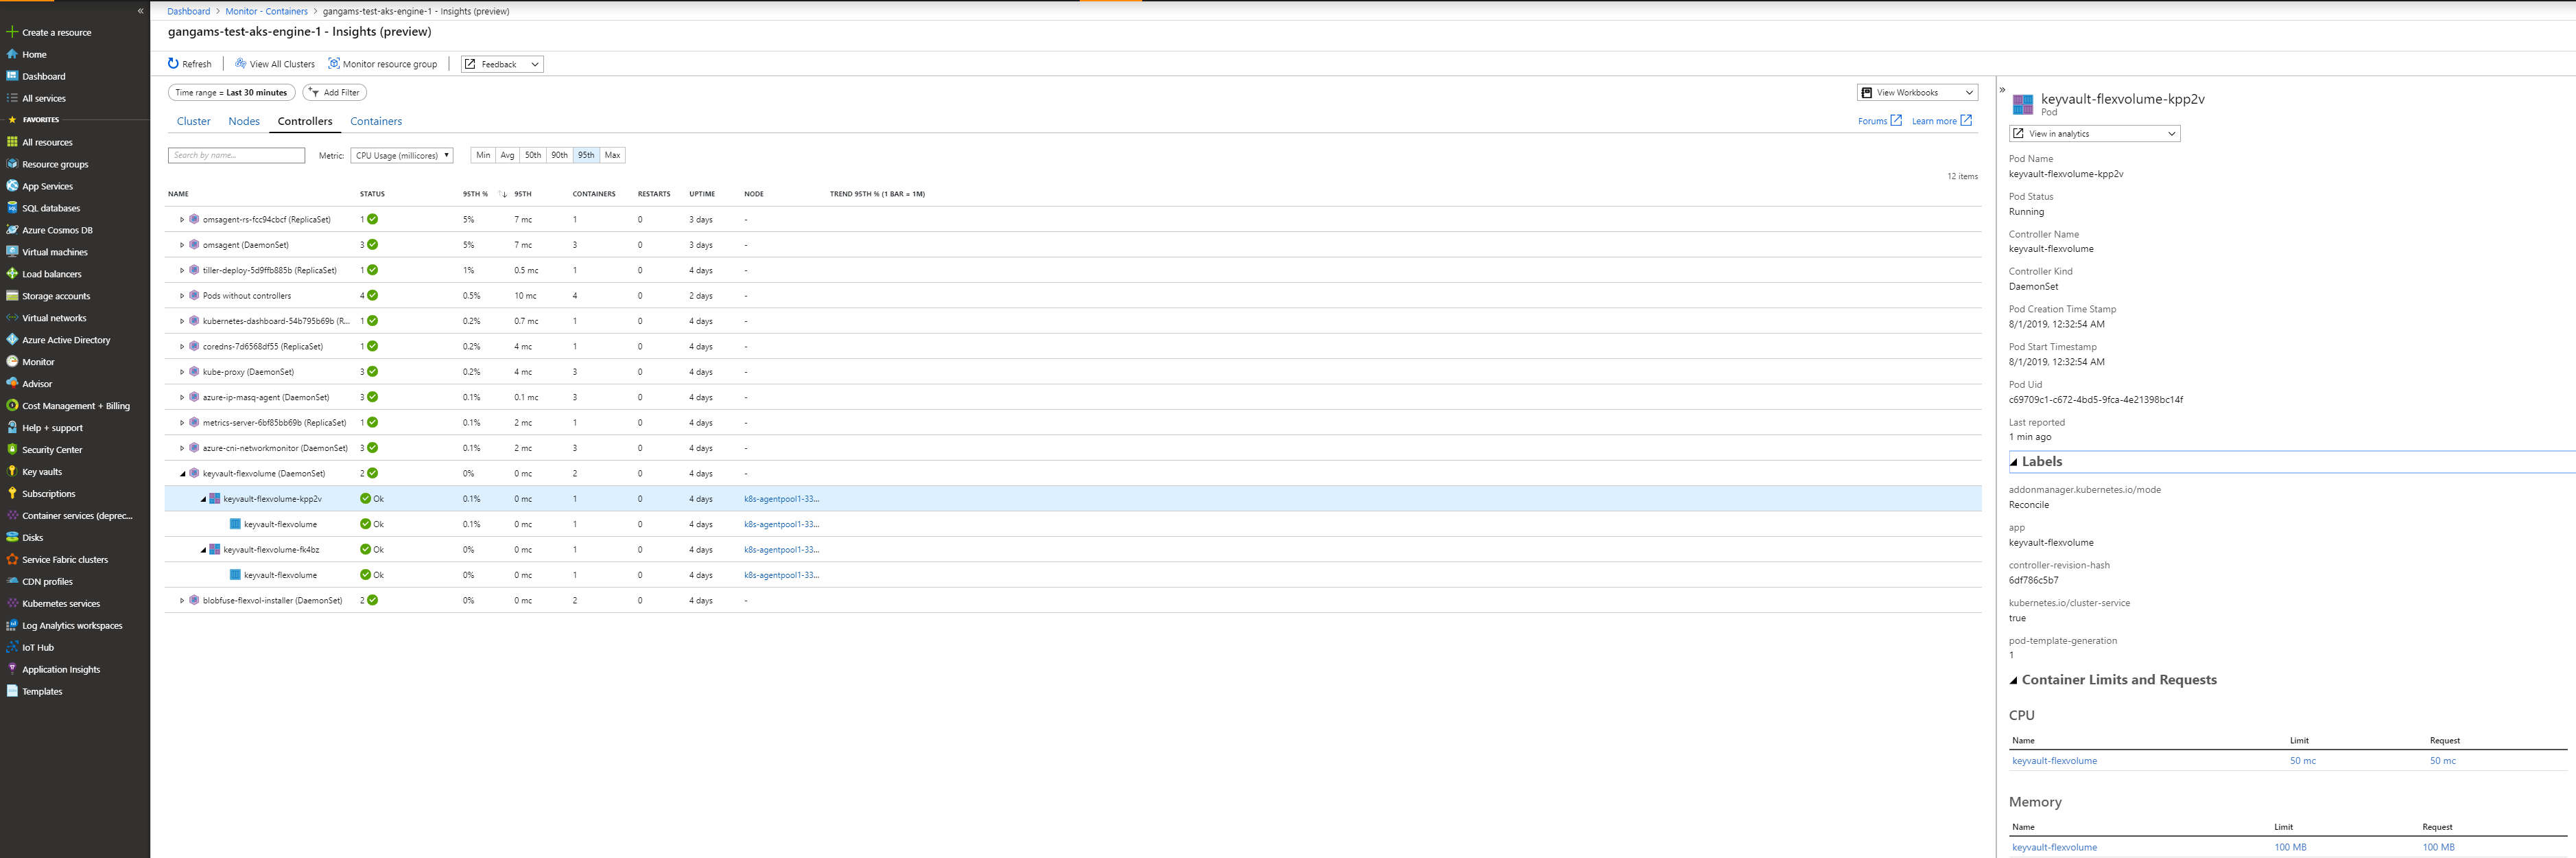 «
Create a resource
Home
Dashboard
All services
FAVORITES
All resources
Resource groups
App Services
SQL databases
Azure Cosmos DB
Virtual machines
Load balancers
Storage accounts
Virtual networks
Azure Active Directory
Monitor
Advisor
Cost Management + Billing
Help + support
Security Center
Key vaults
Subscriptions
Container services (deprec...
Disks
Service Fabric clusters
CDN profiles
Kubernetes services
Log Analytics workspaces
IoT Hub
Application Insights
Templates
Dashboard > Monitor - Containers > gangams-test-aks-engine-1 - Insights (preview)
gangams-test-aks-engine-1 - Insights (preview)
Refresh View All Clusters Monitor resource group Feedback
Time range = Last 30 minutes Add Filter View Workbooks
Cluster Nodes Controllers Containers Forums Learn more
Search by name... Metric: CPU Usage (millicores) Min Avg 50th 90th 95th Max
12 items
NAME STATUS 95TH % ↑↓ 95TH CONTAINERS RESTARTS UPTIME NODE TREND 95TH % (1 BAR = 1M)
omsagent-rs-fcc94cbcf (ReplicaSet) 1 5% 7 mc 1 0 3 days -
omsagent (DaemonSet) 3 5% 7 mc 3 0 3 days -
tiller-deploy-5d9ffb885b (ReplicaSet) 1 1% 0.5 mc 1 0 4 days -
Pods without controllers 4 0.5% 10 mc 4 0 2 days -
kubernetes-dashboard-54b795b69b (R... 1 0.2% 0.7 mc 1 0 4 days -
coredns-7d6568df55 (ReplicaSet) 1 0.2% 4 mc 1 0 4 days -
kube-proxy (DaemonSet) 3 0.2% 4 mc 3 0 4 days -
azure-ip-masq-agent (DaemonSet) 3 0.1% 0.1 mc 3 0 4 days -
metrics-server-6bf85bb69b (ReplicaSet) 1 0.1% 2 mc 1 0 4 days -
azure-cni-networkmonitor (DaemonSet) 3 0.1% 2 mc 3 0 4 days -
keyvault-flexvolume (DaemonSet) 2 0% 0 mc 2 0 4 days -
keyvault-flexvolume-kpp2v Ok 0.1% 0 mc 1 0 4 days k8s-agentpool1-33...
keyvault-flexvolume Ok 0.1% 0 mc 1 0 4 days k8s-agentpool1-33...
keyvault-flexvolume-fk4bz Ok 0% 0 mc 1 0 4 days k8s-agentpool1-33...
keyvault-flexvolume Ok 0% 0 mc 1 0 4 days k8s-agentpool1-33...
blobfuse-flexvol-installer (DaemonSet) 2 0% 0 mc 2 0 4 days -
»
keyvault-flexvolume-kpp2v
Pod
View in analytics
Pod Name
keyvault-flexvolume-kpp2v
Pod Status
Running
Controller Name
keyvault-flexvolume
Controller Kind
DaemonSet
Pod Creation Time Stamp
8/1/2019, 12:32:54 AM
Pod Start Timestamp
8/1/2019, 12:32:54 AM
Pod Uid
c69709c1-c672-4bd5-9fca-4e21398bc14f
Last reported
1 min ago
Labels
addonmanager.kubernetes.io/mode
Reconcile
app
keyvault-flexvolume
controller-revision-hash
6df786c5b7
kubernetes.io/cluster-service
true
pod-template-generation
1
Container Limits and Requests
CPU
Name Limit Request
keyvault-flexvolume 50 mc 50 mc
Memory
Name Limit Request
keyvault-flexvolume 100 MB 100 MB